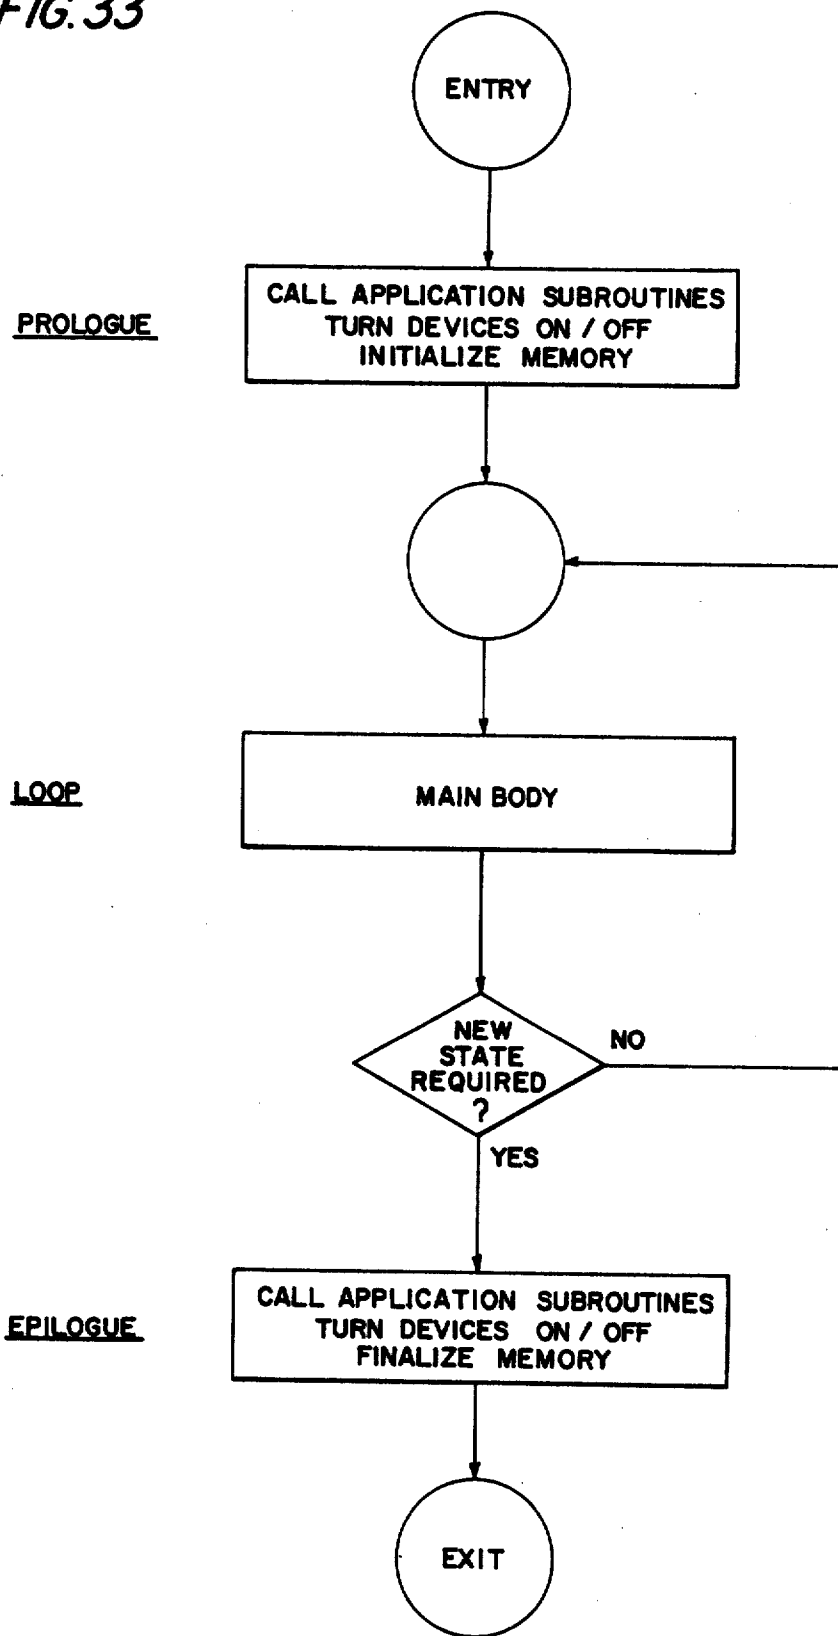 FIG. 33
ENTRY
PROLOGUE
CALL APPLICATION SUBROUTINES
TURN DEVICES ON / OFF
INITIALIZE MEMORY
LOOP
MAIN BODY
NEW
STATE
REQUIRED
?
NO
YES
EPILOGUE
CALL APPLICATION SUBROUTINES
TURN DEVICES ON / OFF
FINALIZE MEMORY
EXIT